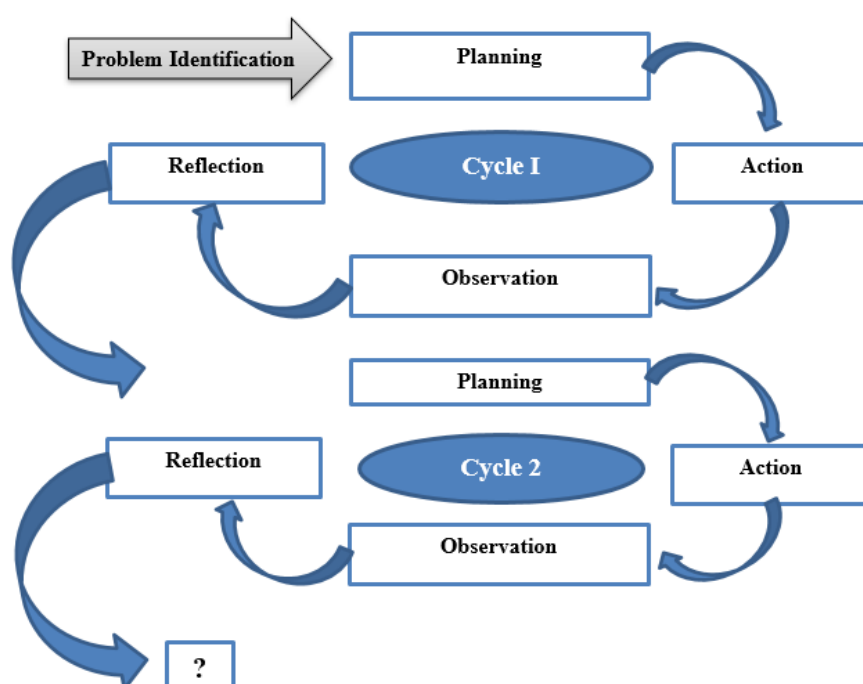 Problem Identification
Planning
Reflection
Cycle I
Action
Observation
Planning
Reflection
Cycle 2
Action
Observation
?